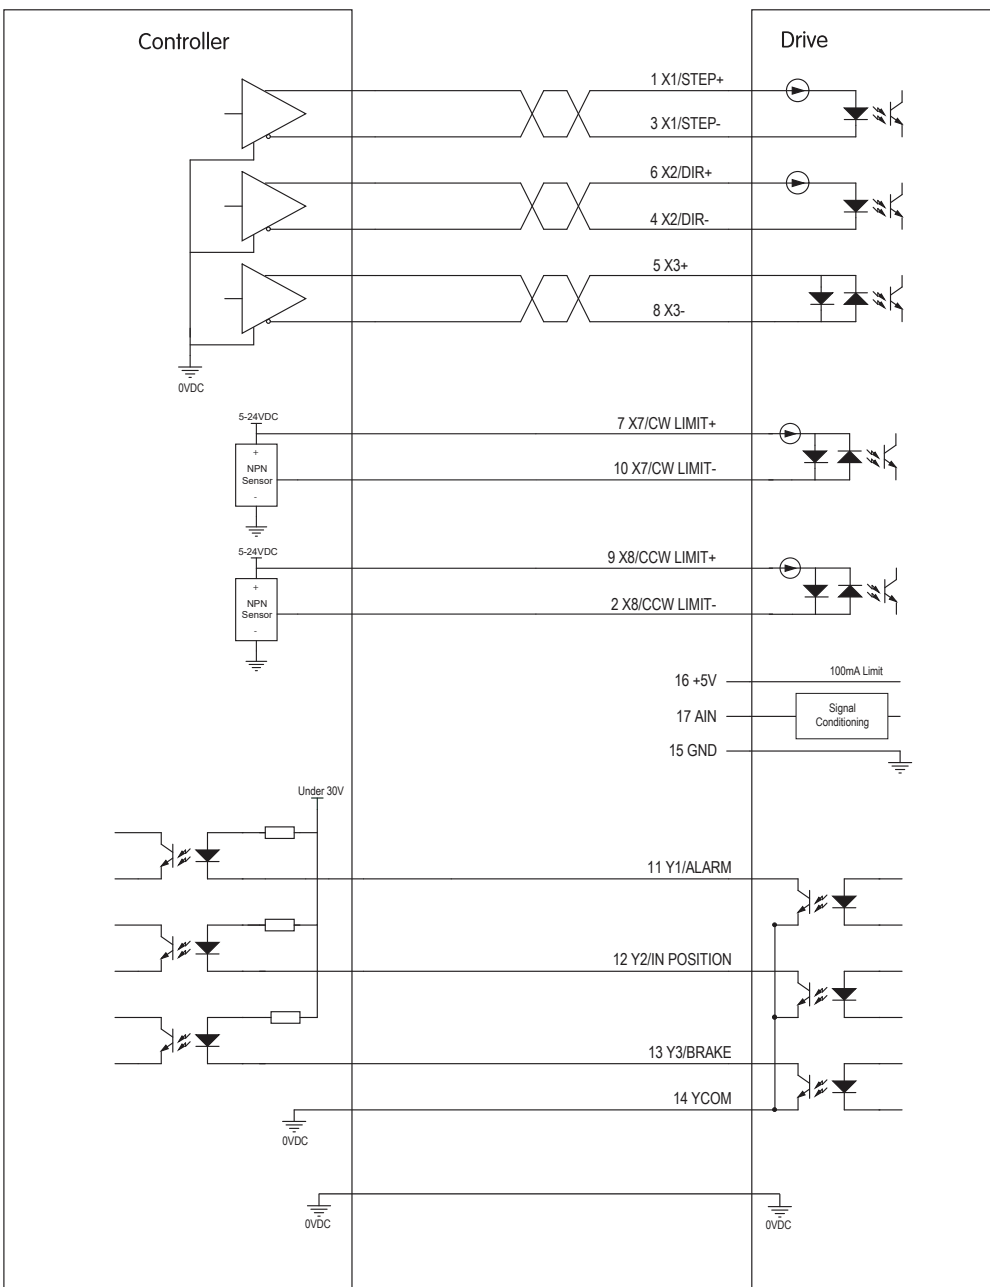 Controller
Drive
1 X1/STEP+
3 X1/STEP-
6 X2/DIR+
4 X2/DIR-
5 X3+
8 X3-
0VDC
5-24VDC
7 X7/CW LIMIT+
+
NPN
Sensor
-
10 X7/CW LIMIT-
5-24VDC
9 X8/CCW LIMIT+
+
NPN
Sensor
-
2 X8/CCW LIMIT-
16 +5V
100mA Limit
17 AIN
Signal
Conditioning
15 GND
Under 30V
11 Y1/ALARM
12 Y2/IN POSITION
13 Y3/BRAKE
14 YCOM
0VDC
0VDC
0VDC